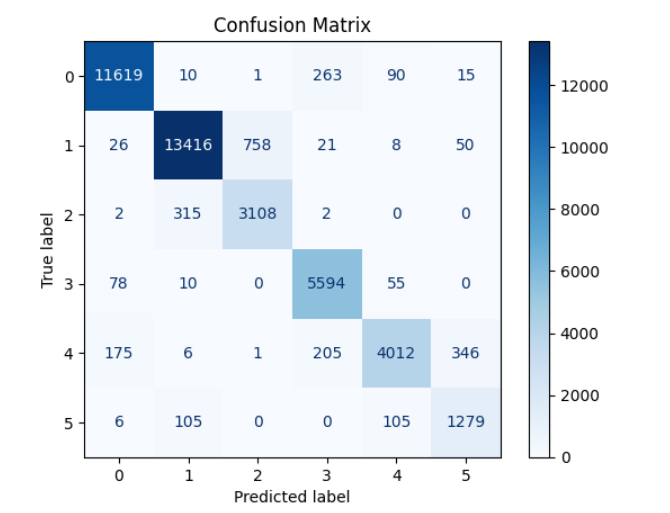 Confusion Matrix
0 11619 10 1 263 90 15
1 26 13416 758 21 8 50
2 2 315 3108 2 0 0
3 78 10 0 5594 55 0
4 175 6 1 205 4012 346
5 6 105 0 0 105 1279
0 1 2 3 4 5
Predicted label
True label
12000
10000
8000
6000
4000
2000
0